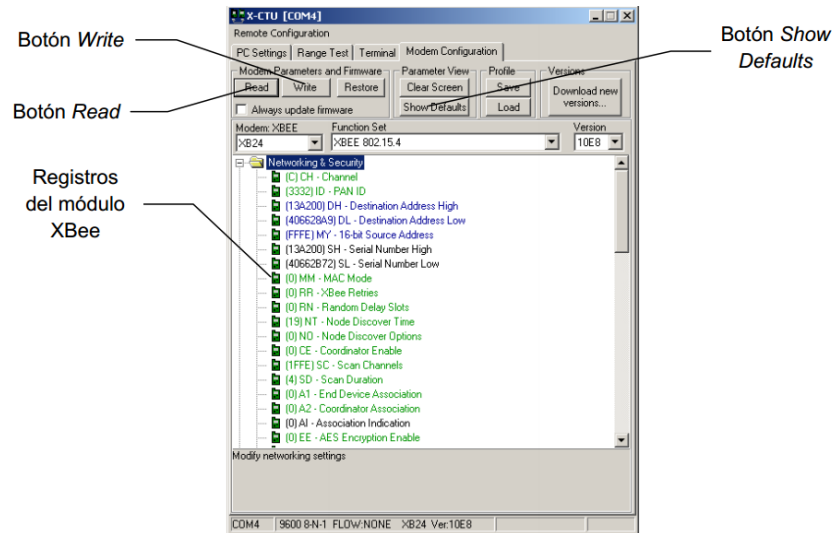 X-CTU [COM4]
Remote Configuration
PC Settings Range Test Terminal Modem Configuration
Modem Parameters and Firmware Parameter View Profile Versions
Read Write Restore Clear Screen Save Download new versions...
Always update firmware Show Defaults Load
Modem: XBEE Function Set Version
XB24 XBEE 802.15.4 10E8
Networking & Security
(C) CH - Channel
(3332) ID - PAN ID
(13A200) DH - Destination Address High
(406628A9) DL - Destination Address Low
(FFFE) MY - 16-bit Source Address
(13A200) SH - Serial Number High
(40662B72) SL - Serial Number Low
(0) MM - MAC Mode
(0) RR - XBee Retries
(0) RN - Random Delay Slots
(19) NT - Node Discover Time
(0) NO - Node Discover Options
(0) CE - Coordinator Enable
(1FFE) SC - Scan Channels
(4) SD - Scan Duration
(0) A1 - End Device Association
(0) A2 - Coordinator Association
(0) AI - Association Indication
(0) EE - AES Encryption Enable
Modify networking settings
COM4 9600 8-N-1 FLOW:NONE XB24 Ver:10E8
Botón Write
Botón Read
Registros
del módulo
XBee
Botón Show
Defaults